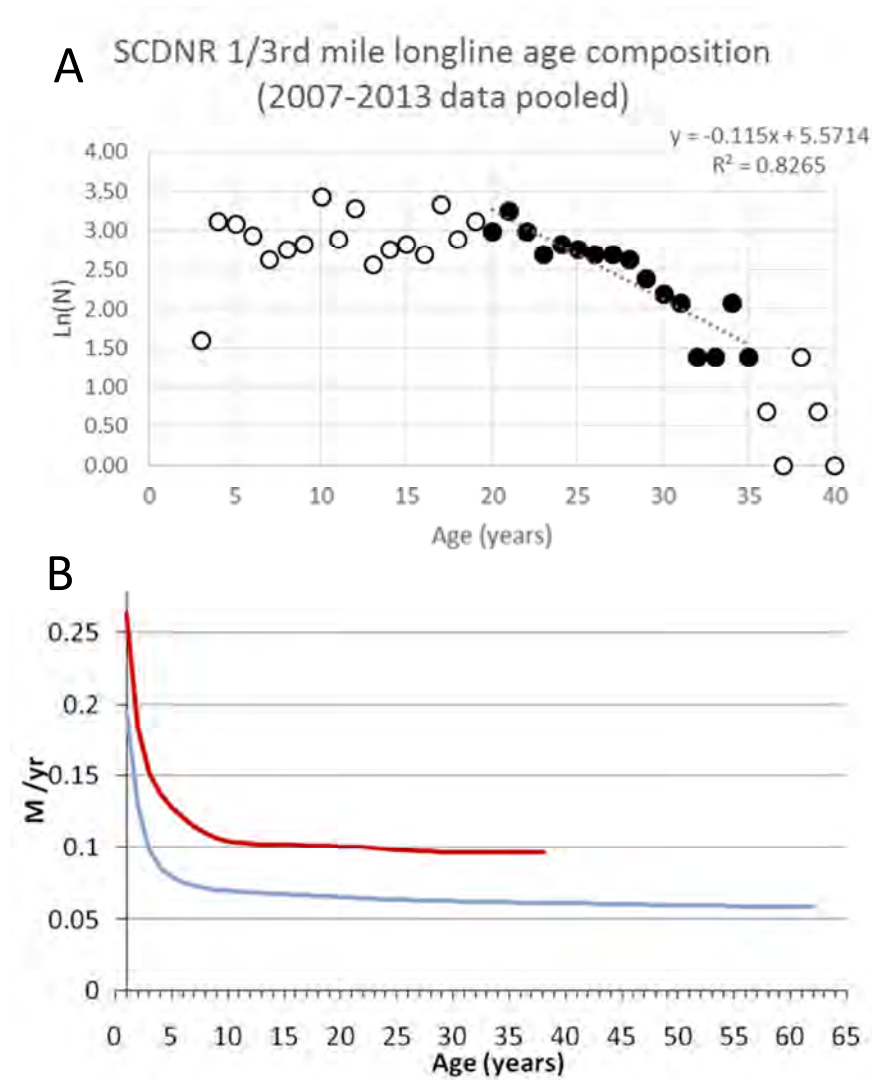 A
SCDNR 1/3rd mile longline age composition
(2007-2013 data pooled)
y = -0.115x + 5.5714
R² = 0.8265
4.00
3.50
3.00
2.50
2.00
1.50
1.00
0.50
0.00
Ln(N)
0 5 10 15 20 25 30 35 40
Age (years)
B
0.25
0.2
0.15
0.1
0.05
0
M /yr
0 5 10 15 20 25 30 35 40 45 50 55 60 65
Age (years)